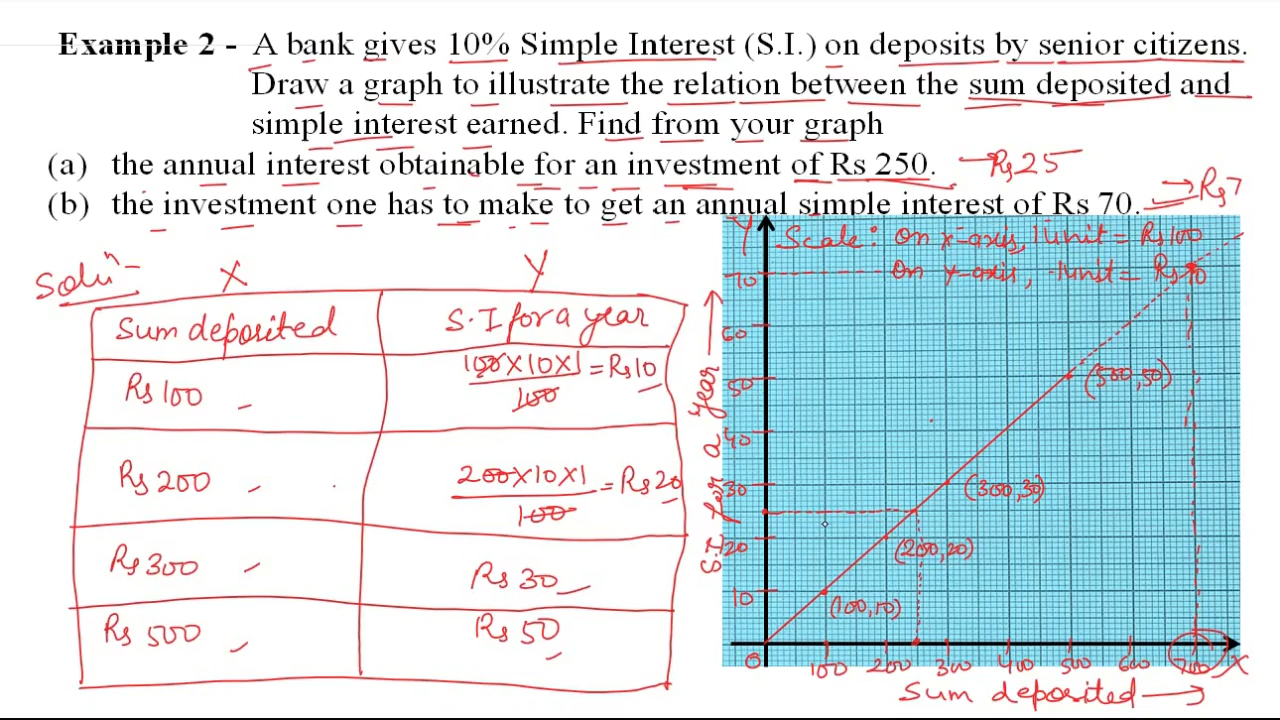 Example 2 - A bank gives 10% Simple Interest (S.I.) on deposits by senior citizens.
Draw a graph to illustrate the relation between the sum deposited and
simple interest earned. Find from your graph
(a) the annual interest obtainable for an investment of Rs 250. → Rs 25
(b) the investment one has to make to get an annual simple interest of Rs 70. → Rs 7
Soluⁿ-
X Y
Sum deposited S.I for a year
Rs 100 100×10×1/100 = Rs 10
Rs 200 200×10×1/100 = Rs 20
Rs 300 Rs 30
Rs 500 Rs 50
Y Scale: On x-axis, 1 unit = Rs 100
On y-axis, 1 unit = Rs 10
70
60
50 (500,50)
40
30 (300,30)
20 (200,20)
10 (100,10)
S.I for a year →
O 100 200 300 400 500 600 700 X
Sum deposited →